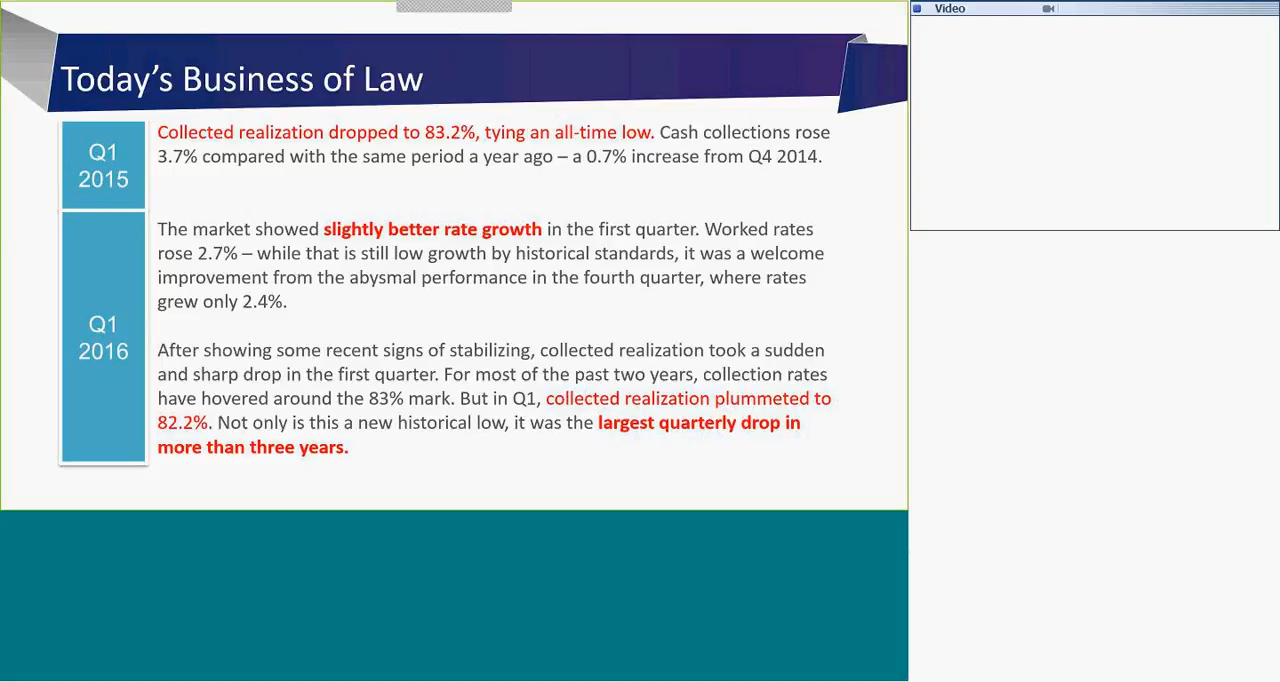 Video
Today's Business of Law
Q1
2015
Collected realization dropped to 83.2%, tying an all-time low. Cash collections rose
3.7% compared with the same period a year ago – a 0.7% increase from Q4 2014.
Q1
2016
The market showed slightly better rate growth in the first quarter. Worked rates
rose 2.7% – while that is still low growth by historical standards, it was a welcome
improvement from the abysmal performance in the fourth quarter, where rates
grew only 2.4%.
After showing some recent signs of stabilizing, collected realization took a sudden
and sharp drop in the first quarter. For most of the past two years, collection rates
have hovered around the 83% mark. But in Q1, collected realization plummeted to
82.2%. Not only is this a new historical low, it was the largest quarterly drop in
more than three years.